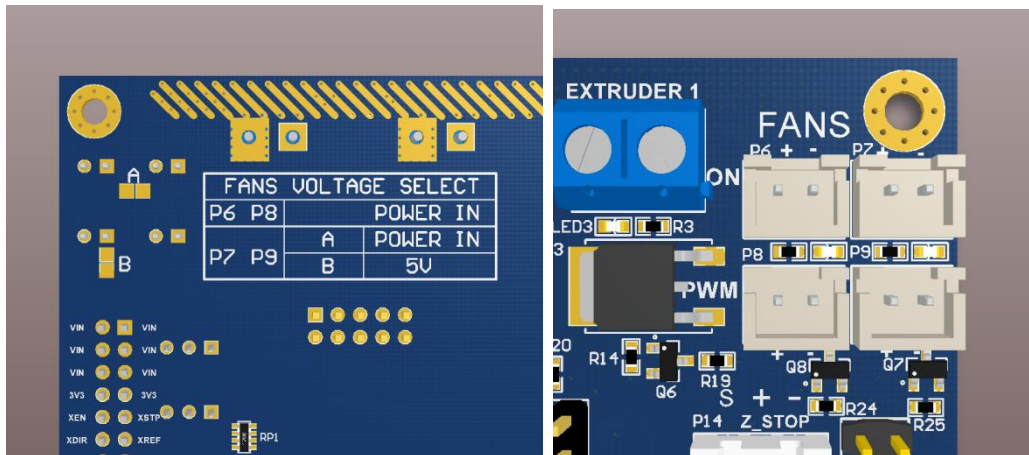 A
B
FANS VOLTAGE SELECT
P6 P8 POWER IN
P7 P9 A POWER IN
B 5V
VIN VIN
VIN VIN
VIN VIN
3V3 3V3
XEN XSTP
XDIR XREF
RP1
EXTRUDER 1
FANS
P6 + - P7 + -
ON
LED3 R3
3
P8 P9
PWM
+ - +
20
R14 Q6 R19 Q8 Q7
S + - R24 R25
P14 Z_STOP